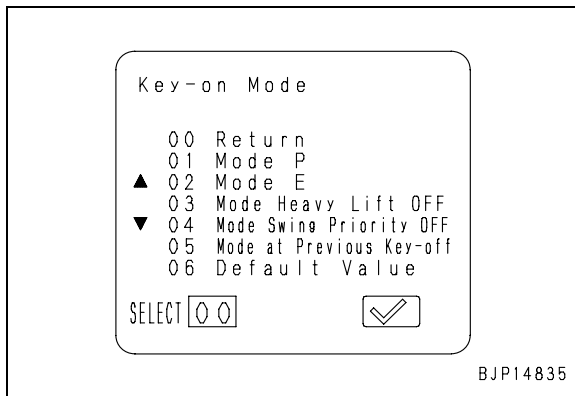 Key-on Mode
00 Return
01 Mode P
▲ 02 Mode E
03 Mode Heavy Lift OFF
▼ 04 Mode Swing Priority OFF
05 Mode at Previous Key-off
06 Default Value
SELECT 00
BJP14835